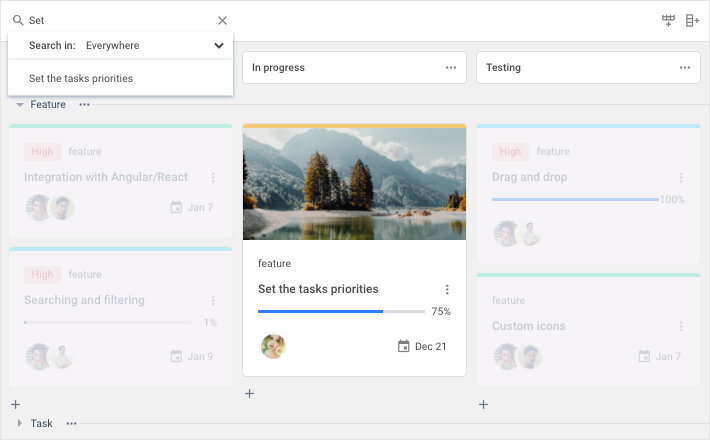 Set
Search in: Everywhere
Set the tasks priorities
In progress
Testing
Feature
High feature
Integration with Angular/React
Jan 7
High feature
Searching and filtering
1%
Jan 9
feature
Set the tasks priorities
75%
Dec 21
High feature
Drag and drop
100%
feature
Custom icons
Jan 7
Task